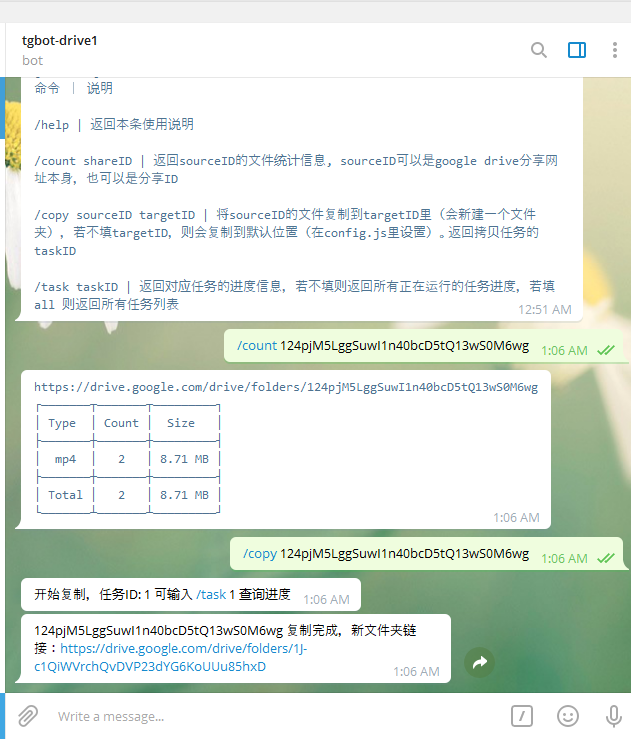 tgbot-drive1
bot
命令 | 说明
/help | 返回本条使用说明
/count shareID | 返回sourceID的文件统计信息, sourceID可以是google drive分享网
址本身，也可以是分享ID
/copy sourceID targetID | 将sourceID的文件复制到targetID里（会新建一个文件
夹），若不填targetID，则会复制到默认位置（在config.js里设置）。返回拷贝任务的
taskID
/task taskID | 返回对应任务的进度信息，若不填则返回所有正在运行的任务进度，若填
all 则返回所有任务列表
12:51 AM
/count 124pjM5LggSuwI1n40bcD5tQ13wS0M6wg 1:06 AM
https://drive.google.com/drive/folders/124pjM5LggSuwI1n40bcD5tQ13wS0M6wg
Type Count Size
mp4 2 8.71 MB
Total 2 8.71 MB
1:06 AM
/copy 124pjM5LggSuwI1n40bcD5tQ13wS0M6wg 1:06 AM
开始复制，任务ID: 1 可输入 /task 1 查询进度 1:06 AM
124pjM5LggSuwI1n40bcD5tQ13wS0M6wg 复制完成，新文件夹链
接：https://drive.google.com/drive/folders/1J-
c1QiWVrchQvDVP23dYG6KoUUu85hxD
1:06 AM
Write a message...